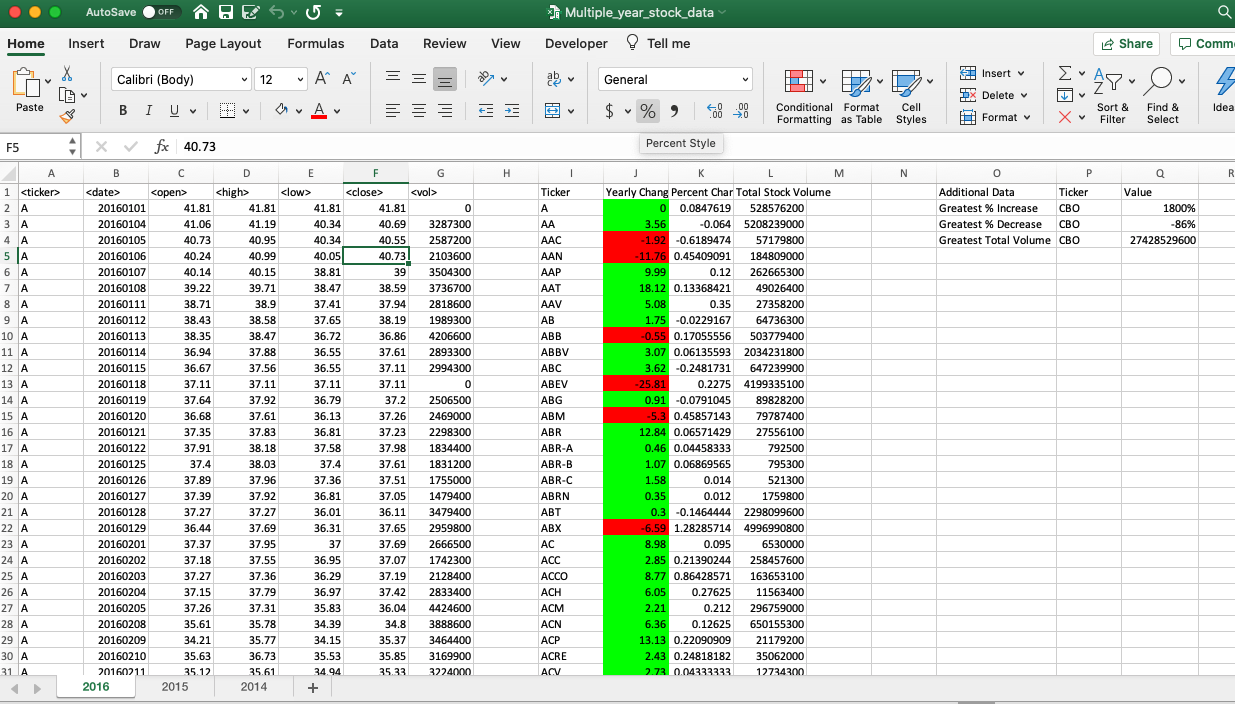 AutoSave OFF Multiple_year_stock_data
Home Insert Draw Page Layout Formulas Data Review View Developer Tell me Share Comm
Paste Calibri (Body) 12 General Conditional Formatting Format as Table Cell Styles Insert Delete Format Sort & Filter Find & Select Idea
Percent Style
F5 fx 40.73
A B C D E F G H I J K L M N O P Q R
1 <ticker> <date> <open> <high> <low> <close> <vol> Ticker Yearly Chang Percent Char Total Stock Volume Additional Data Ticker Value
2 A 20160101 41.81 41.81 41.81 41.81 0 A 0 0.0847619 528576200 Greatest % Increase CBO 1800%
3 A 20160104 41.06 41.19 40.34 40.69 3287300 AA 3.56 -0.064 5208239000 Greatest % Decrease CBO -86%
4 A 20160105 40.73 40.95 40.34 40.55 2587200 AAC -1.92 -0.6189474 57179800 Greatest Total Volume CBO 27428529600
5 A 20160106 40.24 40.99 40.05 40.73 2103600 AAN -11.76 0.45409091 184809000
6 A 20160107 40.14 40.15 38.81 39 3504300 AAP 9.99 0.12 262665300
7 A 20160108 39.22 39.71 38.47 38.59 3736700 AAT 18.12 0.13368421 49026400
8 A 20160111 38.71 38.9 37.41 37.94 2818600 AAV 5.08 0.35 27358200
9 A 20160112 38.43 38.58 37.65 38.19 1989300 AB 1.75 -0.0229167 64736300
10 A 20160113 38.35 38.47 36.72 36.86 4206600 ABB -0.55 0.17055556 503779400
11 A 20160114 36.94 37.88 36.55 37.61 2893300 ABBV 3.07 0.06135593 2034231800
12 A 20160115 36.67 37.56 36.55 37.11 2994300 ABC 3.62 -0.2481731 647239900
13 A 20160118 37.11 37.11 37.11 37.11 0 ABEV -25.81 0.2275 4199335100
14 A 20160119 37.64 37.92 36.79 37.2 2506500 ABG 0.91 -0.0791045 89828200
15 A 20160120 36.68 37.61 36.13 37.26 2469000 ABM -5.3 0.45857143 79787400
16 A 20160121 37.35 37.83 36.81 37.23 2298300 ABR 12.84 0.06571429 27556100
17 A 20160122 37.91 38.18 37.58 37.98 1834400 ABR-A 0.46 0.04458333 792500
18 A 20160125 37.4 38.03 37.4 37.61 1831200 ABR-B 1.07 0.06869565 795300
19 A 20160126 37.89 37.96 37.36 37.51 1755000 ABR-C 1.58 0.014 521300
20 A 20160127 37.39 37.92 36.81 37.05 1479400 ABRN 0.35 0.012 1759800
21 A 20160128 37.27 37.27 36.01 36.11 3479400 ABT 0.3 -0.1464444 2298099600
22 A 20160129 36.44 37.69 36.31 37.65 2959800 ABX -6.59 1.28285714 4996990800
23 A 20160201 37.37 37.95 37 37.69 2666500 AC 8.98 0.095 6530000
24 A 20160202 37.18 37.55 36.95 37.07 1742300 ACC 2.85 0.21390244 258457600
25 A 20160203 37.27 37.36 36.29 37.19 2128400 ACCO 8.77 0.86428571 163653100
26 A 20160204 37.15 37.79 36.97 37.42 2833400 ACH 6.05 0.27625 11563400
27 A 20160205 37.26 37.31 35.83 36.04 4424600 ACM 2.21 0.212 296759000
28 A 20160208 35.61 35.78 34.39 34.8 3888600 ACN 6.36 0.12625 650155300
29 A 20160209 34.21 35.77 34.15 35.37 3464400 ACP 13.13 0.22090909 21179200
30 A 20160210 35.63 36.73 35.53 35.85 3169900 ACRE 2.43 0.24818182 35062000
31 A 20160211 35.12 35.61 34.94 35.33 3224000 ACV 2.73 0.04333333 12734300
2016 2015 2014